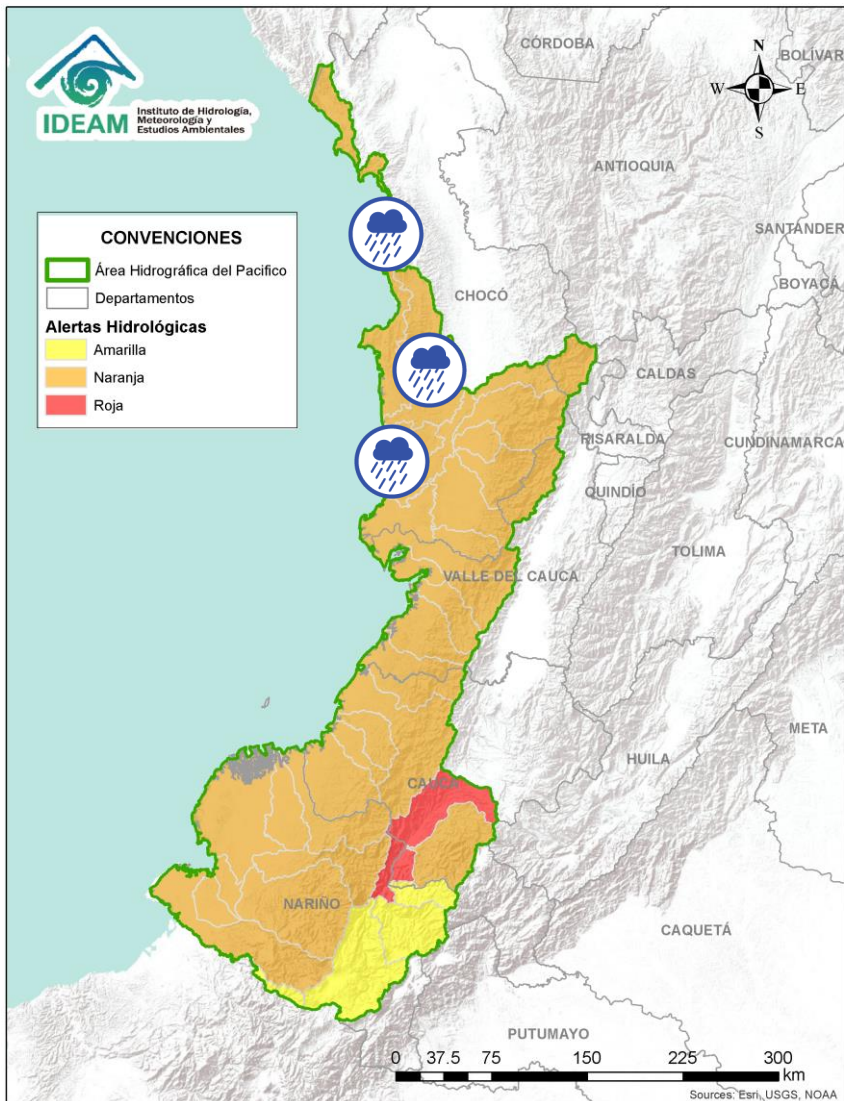 IDEAM
Instituto de Hidrología,
Meteorología y
Estudios Ambientales
CÓRDOBA
BOLÍVAR
N
W E
S
ANTIOQUIA
SANTANDER
BOYACÁ
CONVENCIONES
Área Hidrográfica del Pacifico
Departamentos
Alertas Hidrológicas
Amarilla
Naranja
Roja
CHOCÓ
CALDAS
RISARALDA
CUNDINAMARCA
QUINDÍO
TOLIMA
VALLE DEL CAUCA
META
HUILA
CAUCA
NARIÑO
CAQUETÁ
PUTUMAYO
0 37.5 75 150 225 300
km
Sources: Esri, USGS, NOAA